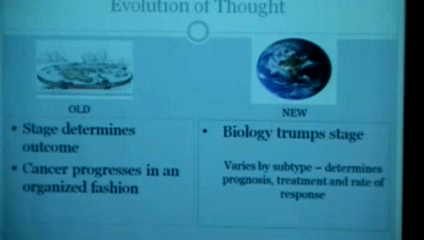 Evolution of Thought
OLD
NEW
• Stage determines
outcome
• Cancer progresses in an
organized fashion
• Biology trumps stage
Varies by subtype – determines
prognosis, treatment and rate of
response